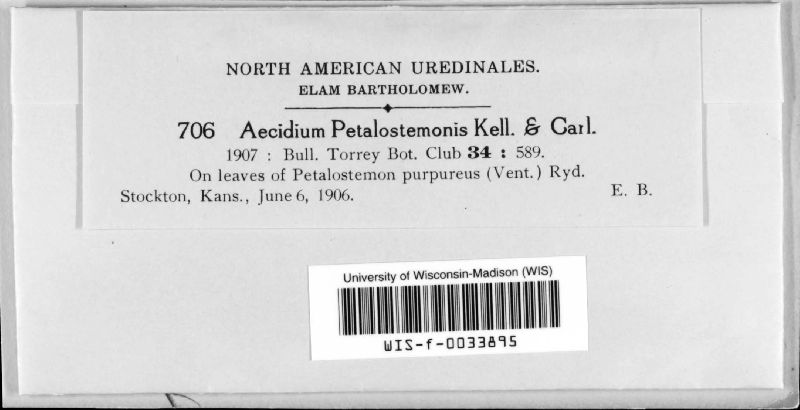 NORTH AMERICAN UREDINALES.
ELAM BARTHOLOMEW.
706 Aecidium Petalostemonis Kell. & Carl.
1907 : Bull. Torrey Bot. Club 34 : 589.
On leaves of Petalostemon purpureus (Vent.) Ryd.
Stockton, Kans., June 6, 1906. E. B.
University of Wisconsin-Madison (WIS)
WIS-f-0033895